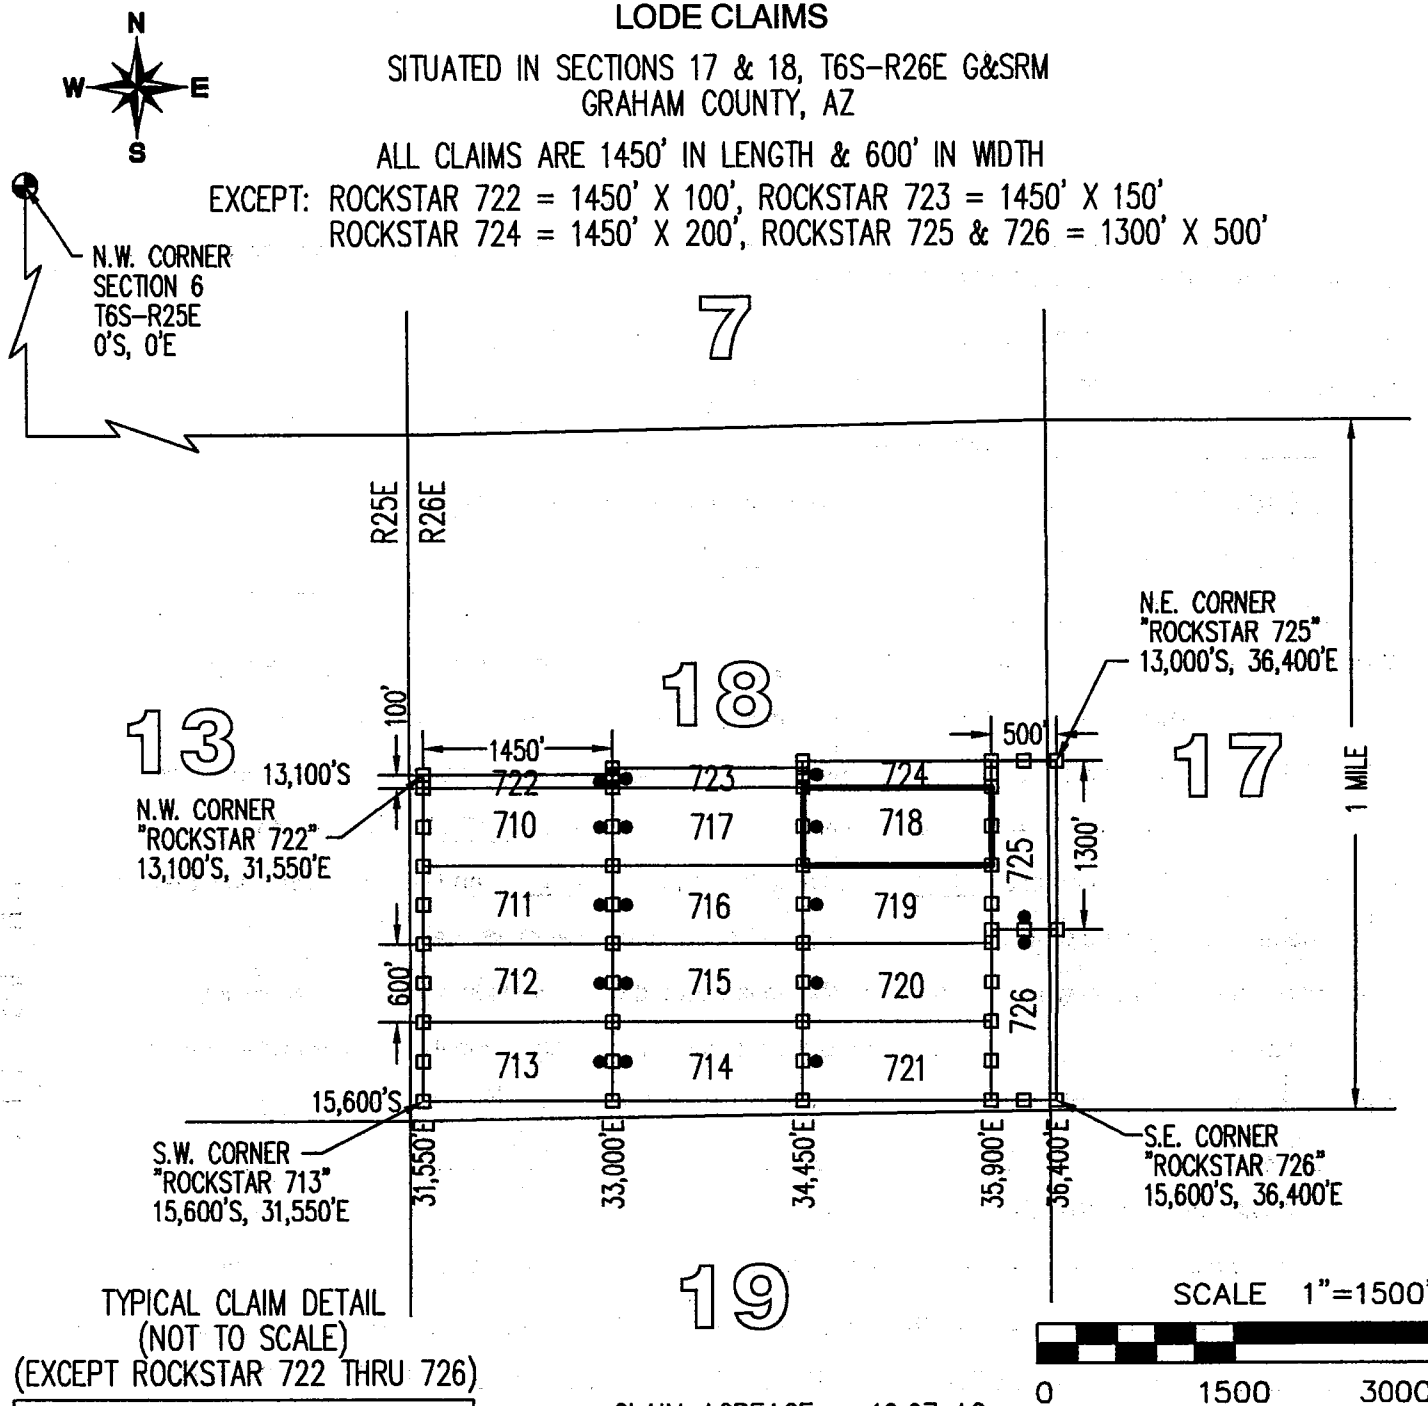 LODE CLAIMS
SITUATED IN SECTIONS 17 & 18, T6S-R26E G&SRM
GRAHAM COUNTY, AZ
ALL CLAIMS ARE 1450' IN LENGTH & 600' IN WIDTH
EXCEPT: ROCKSTAR 722 = 1450' X 100', ROCKSTAR 723 = 1450' X 150'
ROCKSTAR 724 = 1450' X 200', ROCKSTAR 725 & 726 = 1300' X 500'
N
W E
S
N.W. CORNER
SECTION 6
T6S-R25E
0'S, 0'E
7
R25E
R26E
N.E. CORNER
"ROCKSTAR 725"
13,000'S, 36,400'E
18
13
17
100'
1450'
500'
13,100'S
722
723
724
N.W. CORNER
"ROCKSTAR 722"
13,100'S, 31,550'E
710
717
718
725
1300'
1 MILE
711
716
719
600'
712
715
720
726
713
714
721
15,600'S
31,550'E
33,000'E
34,450'E
35,900'E
36,400'E
S.W. CORNER
"ROCKSTAR 713"
15,600'S, 31,550'E
S.E. CORNER
"ROCKSTAR 726"
15,600'S, 36,400'E
19
TYPICAL CLAIM DETAIL
(NOT TO SCALE)
(EXCEPT ROCKSTAR 722 THRU 726)
SCALE 1"=1500'
0 1500 3000